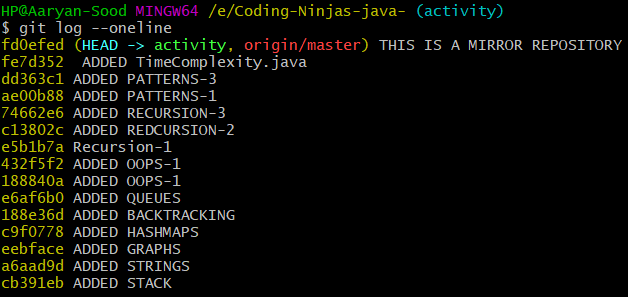 HP@Aaryan-Sood MINGW64 /e/Coding-Ninjas-java- (activity)
$ git log --oneline
fd0efed (HEAD -> activity, origin/master) THIS IS A MIRROR REPOSITORY
fe7d352  ADDED TimeComplexity.java
dd363c1 ADDED PATTERNS-3
ae00b88 ADDED PATTERNS-1
74662e6 ADDED RECURSION-3
c13802c ADDED REDCURSION-2
e5b1b7a Recursion-1
432f5f2 ADDED OOPS-1
188840a ADDED OOPS-1
e6af6b0 ADDED QUEUES
188e36d ADDED BACKTRACKING
c9f0778 ADDED HASHMAPS
eebface ADDED GRAPHS
a6aad9d ADDED STRINGS
cb391eb ADDED STACK